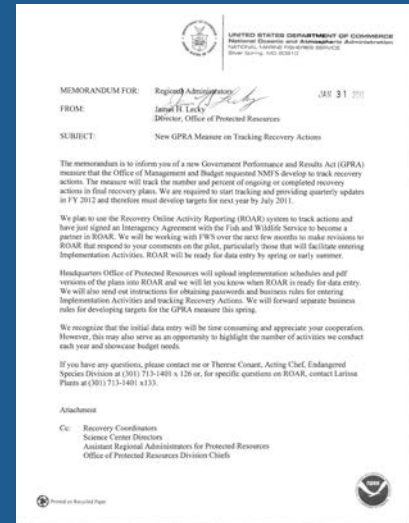 UNITED STATES DEPARTMENT OF COMMERCE
National Oceanic and Atmospheric Administration
NATIONAL MARINE FISHERIES SERVICE
Silver Spring, MD 20910
JAN 31
MEMORANDUM FOR: Regional Administrators
FROM: James H. Lecky
Director, Office of Protected Resources
SUBJECT: New GPRA Measure on Tracking Recovery Actions
The memorandum is to inform you of a new Government Performance and Results Act (GPRA)
measure that the Office of Management and Budget requested NMFS develop to track recovery
actions. The measure will track the number and percent of ongoing or completed recovery
actions in final recovery plans. We are required to start tracking and providing quarterly updates
in FY 2012 and therefore must develop targets for next year by July 2011.
We plan to use the Recovery Online Activity Reporting (ROAR) system to track actions and
have just signed an Interagency Agreement with the Fish and Wildlife Service to become a
partner in ROAR. We will be working with FWS over the next few months to make revisions to
ROAR that respond to your comments on the pilot, particularly those that will facilitate entering
Implementation Activities. ROAR will be ready for data entry by spring or early summer.
Headquarters Office of Protected Resources will upload implementation schedules and pdf
versions of the plans into ROAR and we will let you know when ROAR is ready for data entry.
We will also send out instructions for obtaining passwords and business rules for entering
Implementation Activities and tracking Recovery Actions. We will forward separate business
rules for developing targets for the GPRA measure this spring.
We recognize that the initial data entry will be time consuming and appreciate your cooperation.
However, this may also serve as an opportunity to highlight the number of activities we conduct
each year and showcase budget needs.
If you have any questions, please contact me or Therese Conant, Acting Chief, Endangered
Species Division at (301) 713-1401 x 126 or, for specific questions on ROAR, contact Larissa
Plants at (301) 713-1401 x133.
Attachment
Cc: Recovery Coordinators
Science Center Directors
Assistant Regional Administrators for Protected Resources
Office of Protected Resources Division Chiefs
Printed on Recycled Paper